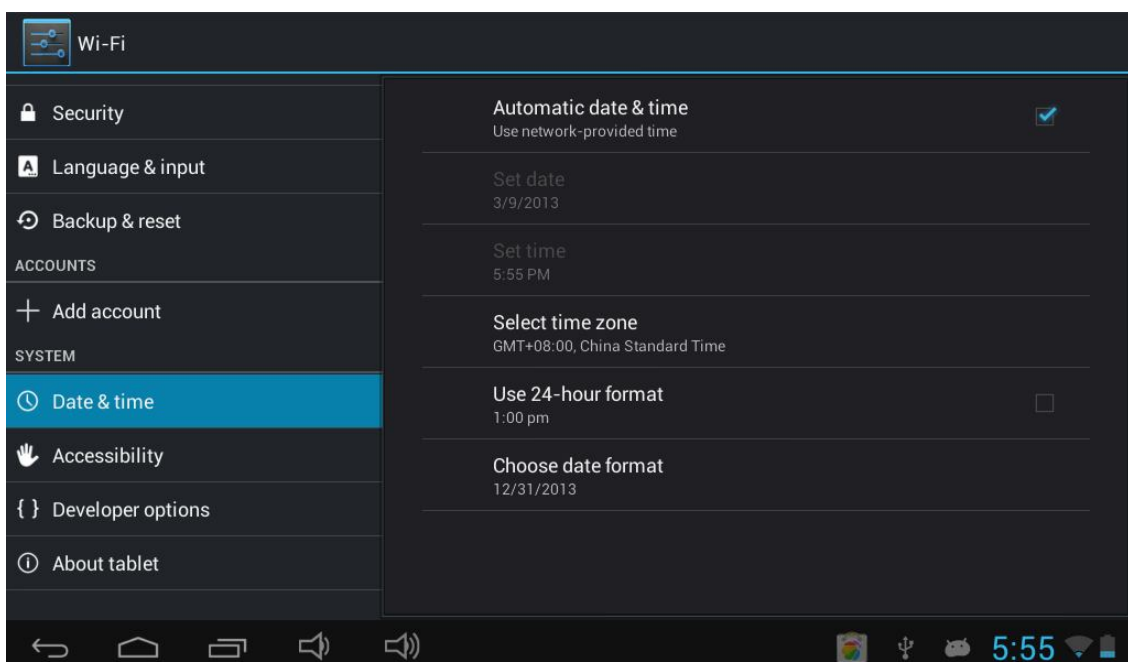 Wi-Fi
Security
Language & input
Backup & reset
ACCOUNTS
Add account
SYSTEM
Date & time
Accessibility
{ } Developer options
About tablet
Automatic date & time
Use network-provided time
Set date
3/9/2013
Set time
5:55 PM
Select time zone
GMT+08:00, China Standard Time
Use 24-hour format
1:00 pm
Choose date format
12/31/2013
5:55